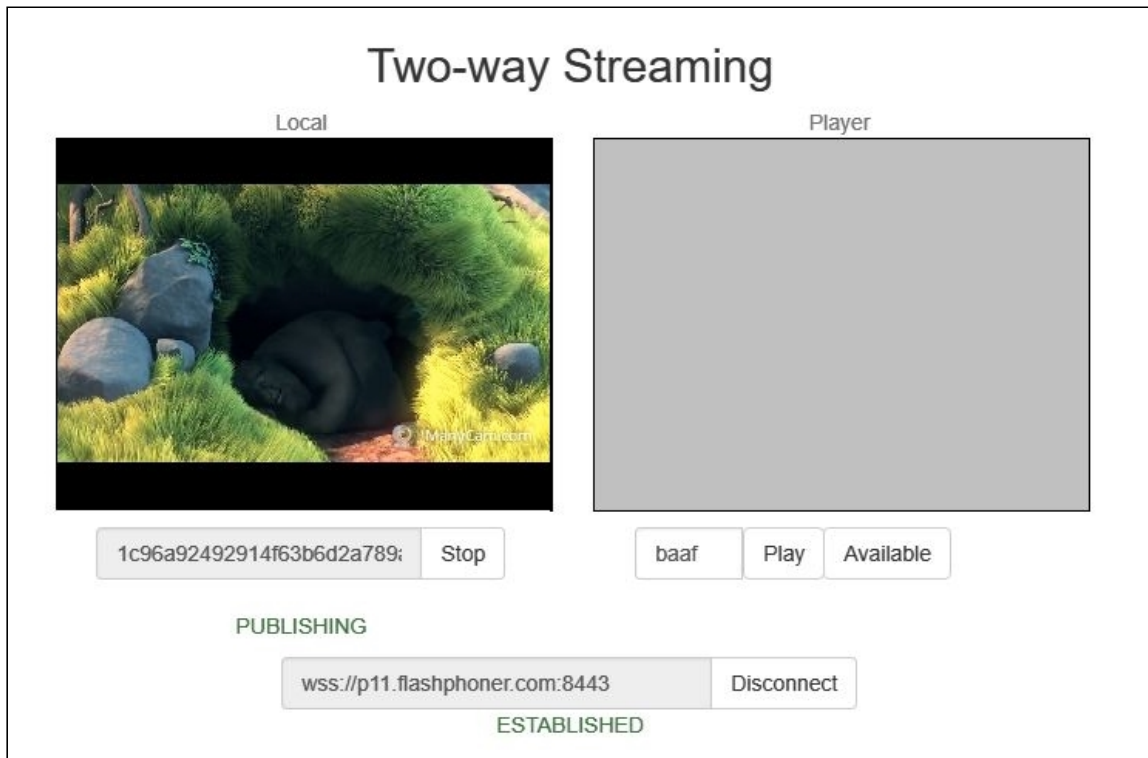 Two-way Streaming
Local
Player
ManyCam.com
1c96a92492914f63b6d2a789a
Stop
baaf
Play
Available
PUBLISHING
wss://p11.flashphoner.com:8443
Disconnect
ESTABLISHED